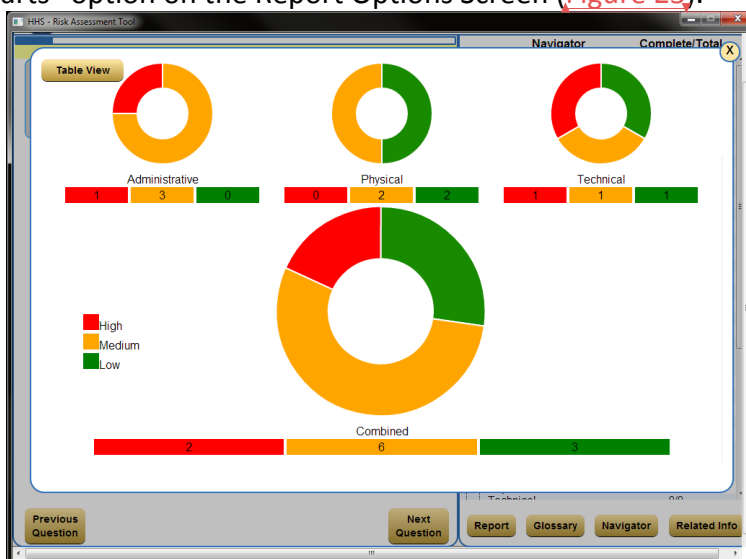 arts" option on the Report Options Screen (Figure 25).
HHS - Risk Assessment Tool
Navigator Complete/Total
X
Table View
Administrative
1 3 0
Physical
0 2 2
Technical
1 1 1
High
Medium
Low
Combined
2 6 3
Technical 0/0
Previous Question
Next Question
Report Glossary Navigator Related Info